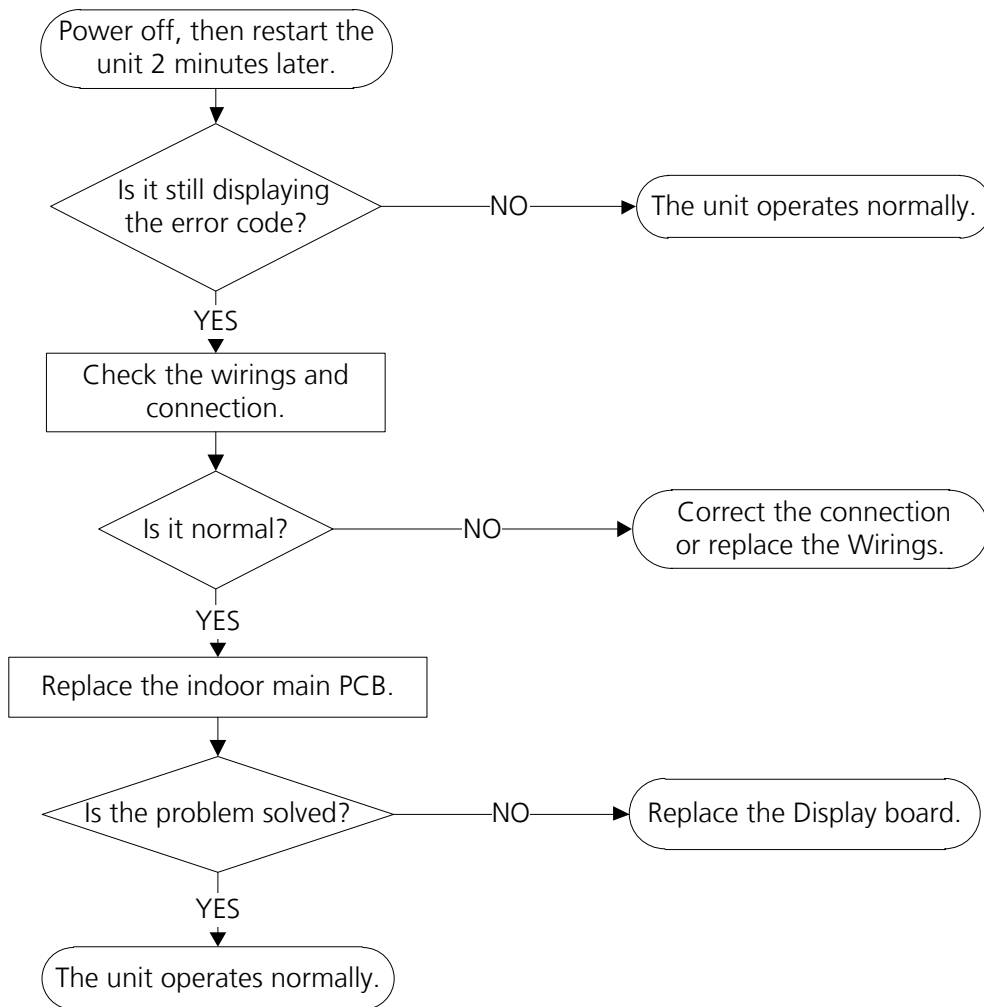 Power off, then restart the
unit 2 minutes later.
Is it still displaying
the error code?
NO
The unit operates normally.
YES
Check the wirings and
connection.
Is it normal?
NO
Correct the connection
or replace the Wirings.
YES
Replace the indoor main PCB.
Is the problem solved?
NO
Replace the Display board.
YES
The unit operates normally.